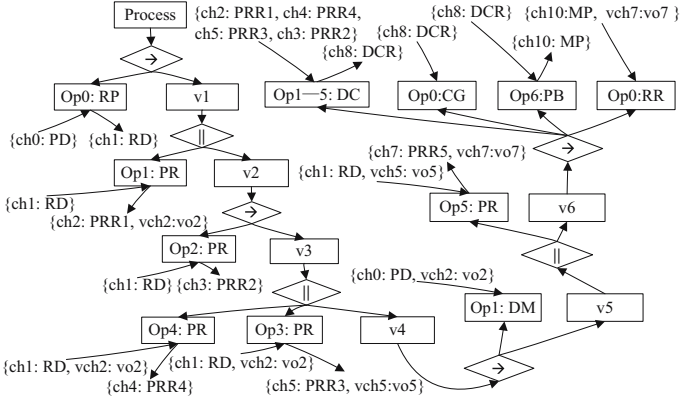 Process
{ch2: PRR1, ch4: PRR4,
ch5: PRR3, ch3: PRR2}
{ch8: DCR}
{ch8: DCR}
{ch8: DCR}
{ch10:MP, vch7:vo7 }
{ch10: MP}
→
Op0: RP
v1
Op1—5: DC
Op0:CG
Op6:PB
Op0:RR
{ch0: PD}
{ch1: RD}
||
→
Op1: PR
v2
{ch7: PRR5, vch7:vo7}
{ch1: RD, vch5: vo5}
{ch1: RD}
{ch2: PRR1, vch2:vo2}
→
Op5: PR
v6
Op2: PR
v3
||
{ch1: RD}
{ch3: PRR2}
||
{ch0: PD, vch2: vo2}
Op1: DM
v5
Op4: PR
Op3: PR
v4
{ch1: RD, vch2: vo2}
{ch1: RD, vch2: vo2}
→
{ch4: PRR4}
{ch5: PRR3, vch5:vo5}